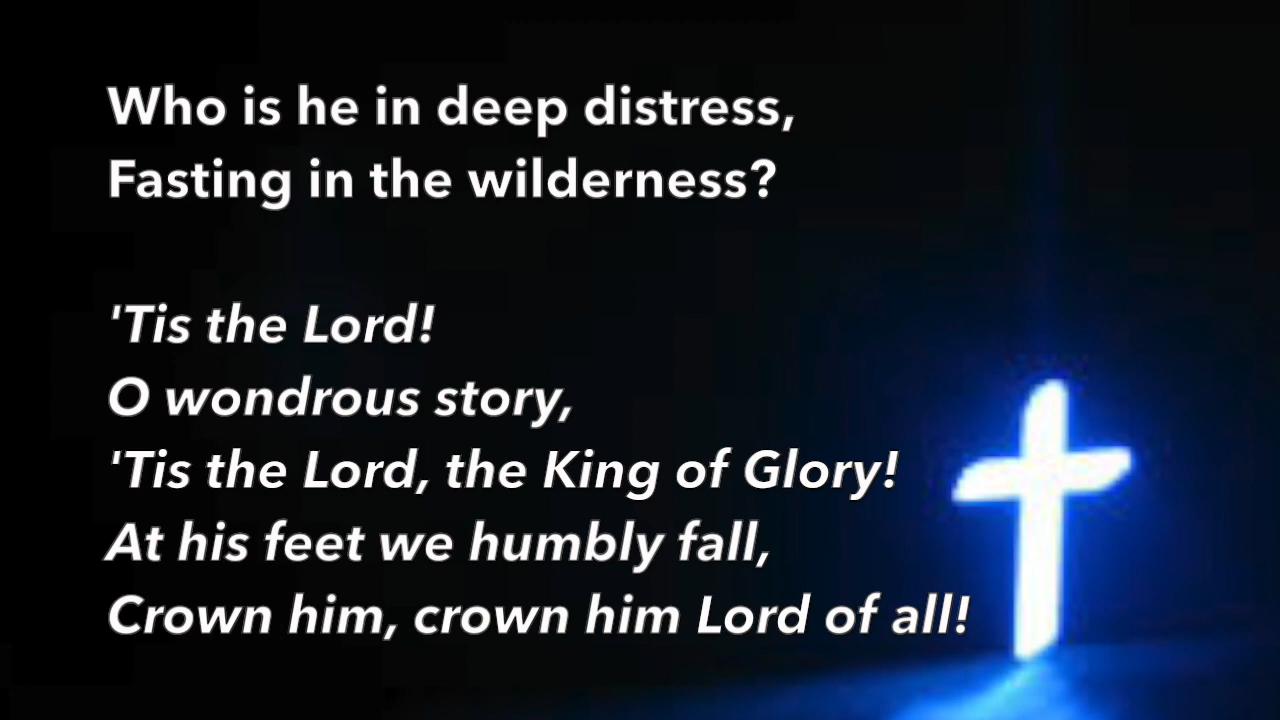 Who is he in deep distress,
Fasting in the wilderness?
'Tis the Lord!
O wondrous story,
'Tis the Lord, the King of Glory!
At his feet we humbly fall,
Crown him, crown him Lord of all!